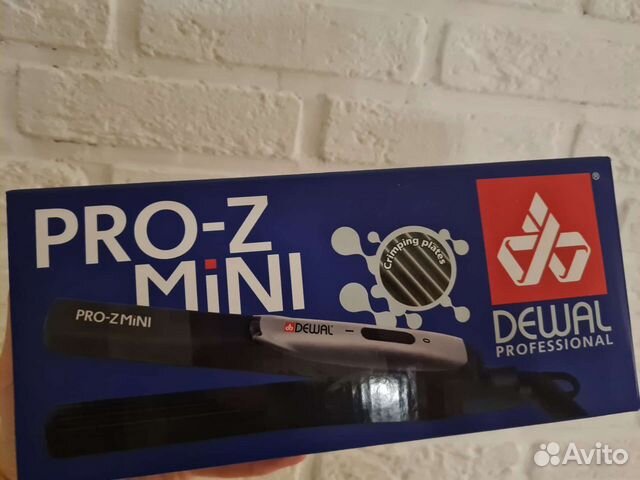 PRO-Z
MiNI
Crimping plates
®
DEWAL
PROFESSIONAL
PRO-Z MiNI
DEWAL
Avito